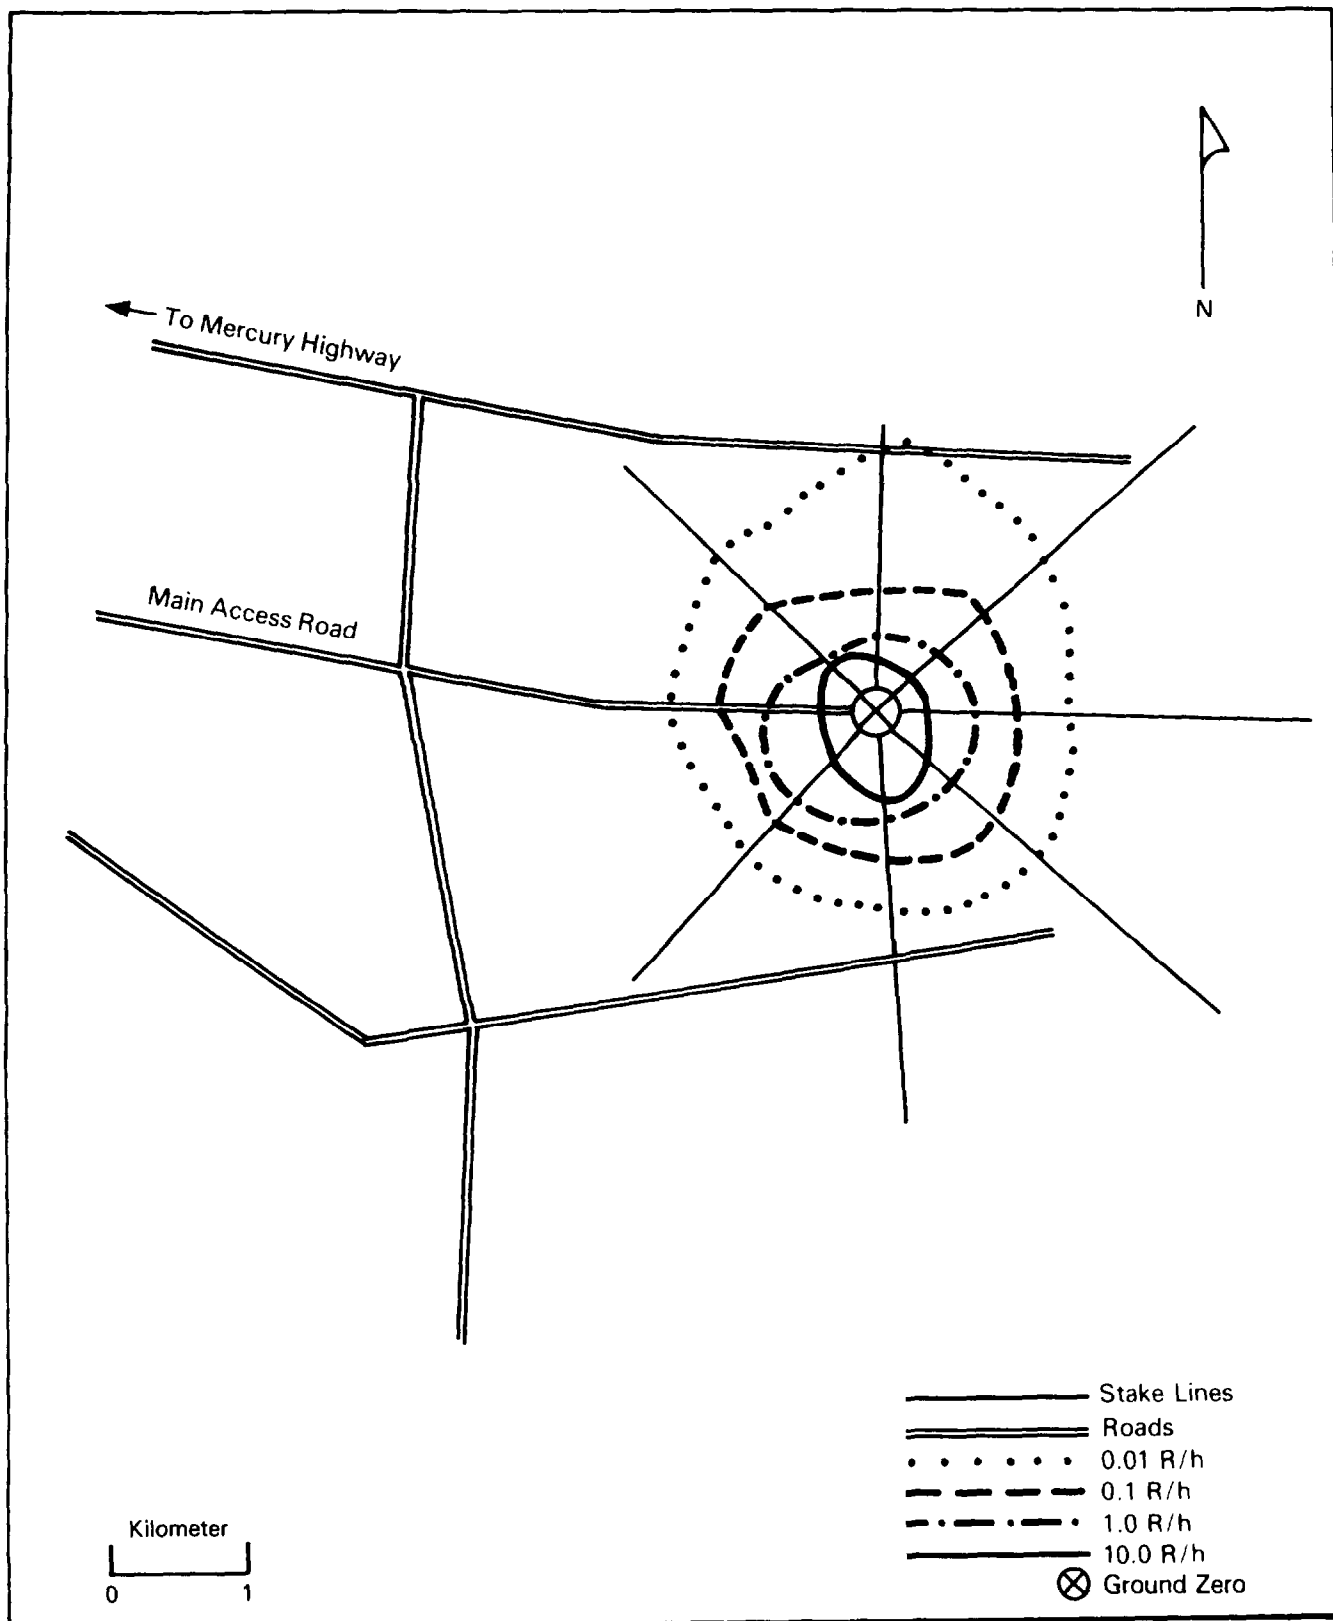 N
To Mercury Highway
Main Access Road
Stake Lines
Roads
0.01 R/h
0.1 R/h
1.0 R/h
10.0 R/h
Ground Zero
Kilometer
0 1